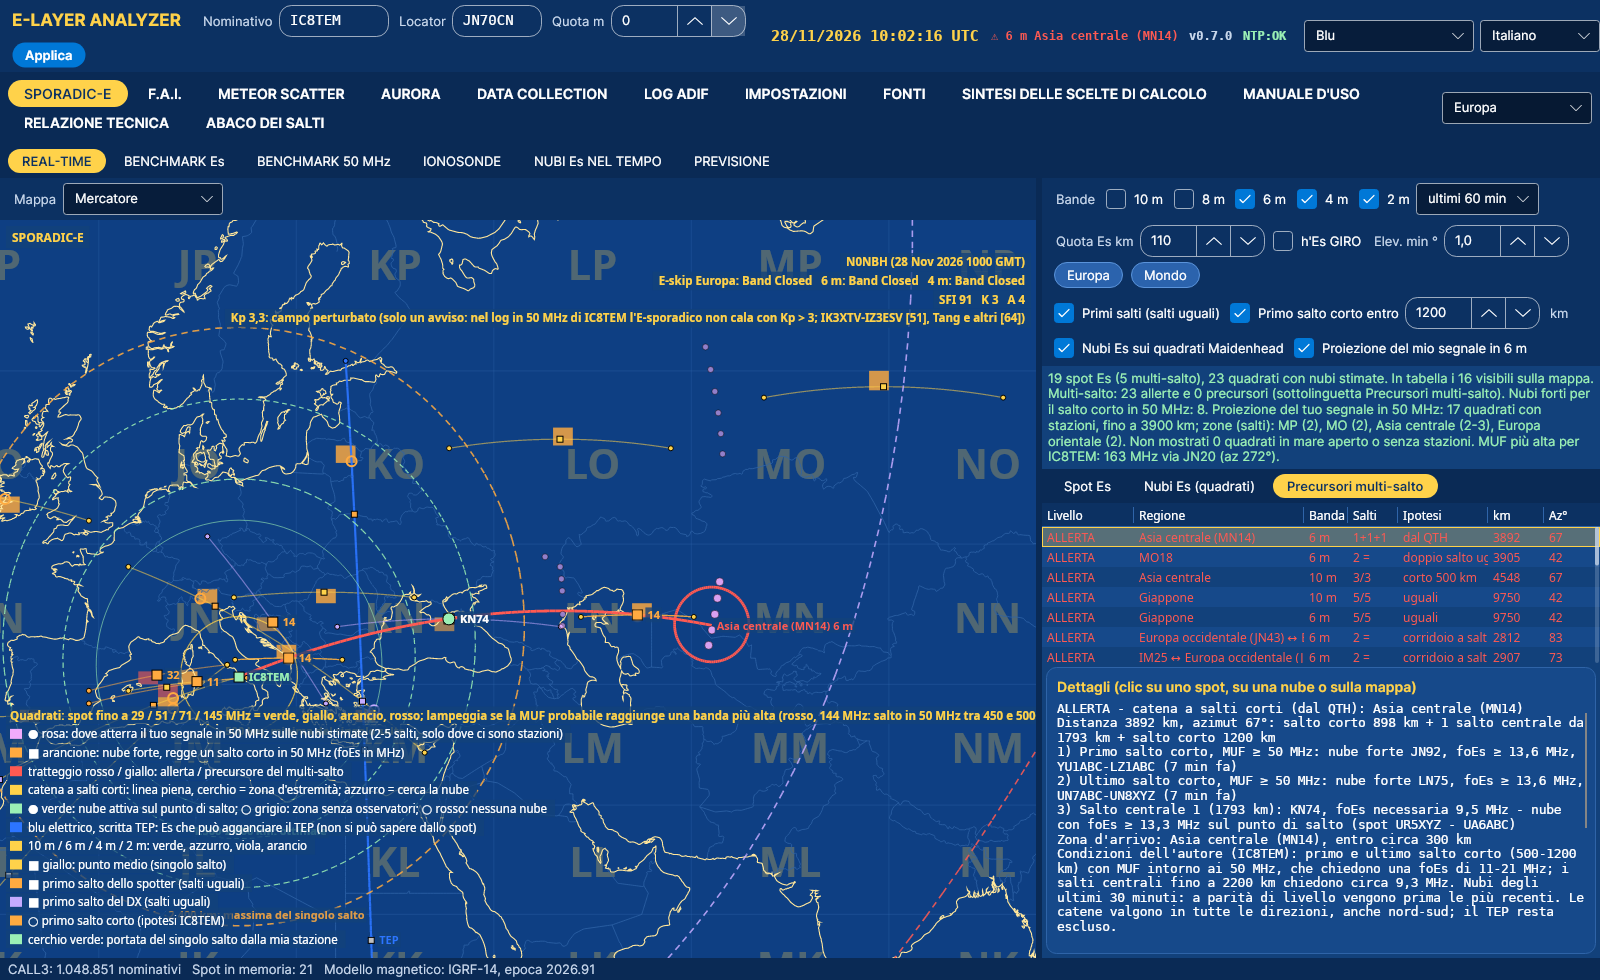 E-LAYER ANALYZER
Nominativo IC8TEM Locator JN70CN Quota m 0
28/11/2026 10:02:16 UTC ⚠ 6 m Asia centrale (MN14) v0.7.0 NTP:OK Blu Italiano
Applica
SPORADIC-E F.A.I. METEOR SCATTER AURORA DATA COLLECTION LOG ADIF IMPOSTAZIONI FONTI SINTESI DELLE SCELTE DI CALCOLO MANUALE D'USO
RELAZIONE TECNICA ABACO DEI SALTI
Europa
REAL-TIME BENCHMARK Es BENCHMARK 50 MHz IONOSONDE NUBI Es NEL TEMPO PREVISIONE
Mappa Mercatore
SPORADIC-E
JP KP LP MP NP
N0NBH (28 Nov 2026 1000 GMT)
E-skip Europa: Band Closed 6 m: Band Closed 4 m: Band Closed
SFI 91 K 3 A 4
Kp 3,3: campo perturbato (solo un avviso: nel log in 50 MHz di IC8TEM l'E-sporadico non cala con Kp > 3; IK3XTV-IZ3ESV [51], Tang e altri [64])
KO LO MO NO
JN LN MN NN
KN74
14
14
14
Asia centrale (MN14) 6 m
32
11
IC8TEM
Quadrati: spot fino a 29 / 51 / 71 / 145 MHz = verde, giallo, arancio, rosso; lampeggia se la MUF probabile raggiunge una banda più alta (rosso, 144 MHz: salto in 50 MHz tra 450 e 500
● rosa: dove atterra il tuo segnale in 50 MHz sulle nubi stimate (2-5 salti, solo dove ci sono stazioni)
■ arancione: nube forte, regge un salto corto in 50 MHz (foEs in MHz)
tratteggio rosso / giallo: allerta / precursore del multi-salto
catena a salti corti: linea piena, cerchio = zona d'estremità; azzurro = cerca la nube
● verde: nube attiva sul punto di salto; ○ grigio: zona senza osservatori; ○ rosso: nessuna nube
blu elettrico, scritta TEP: Es che può agganciare il TEP (non si può sapere dallo spot)
10 m / 6 m / 4 m / 2 m: verde, azzurro, viola, arancio
■ giallo: punto medio (singolo salto)
■ primo salto dello spotter (salti uguali)
■ primo salto del DX (salti uguali)
○ primo salto corto (ipotesi IC8TEM)
massima del singolo salto
cerchio verde: portata del singolo salto dalla mia stazione
LM MM NM
KL LL ML NL
TEP
Bande 10 m 8 m 6 m 4 m 2 m ultimi 60 min
Quota Es km 110 h'Es GIRO Elev. min ° 1,0
Europa Mondo
Primi salti (salti uguali) Primo salto corto entro 1200 km
Nubi Es sui quadrati Maidenhead Proiezione del mio segnale in 6 m
19 spot Es (5 multi-salto), 23 quadrati con nubi stimate. In tabella i 16 visibili sulla mappa.
Multi-salto: 23 allerte e 0 precursori (sottolinguetta Precursori multi-salto). Nubi forti per
il salto corto in 50 MHz: 8. Proiezione del tuo segnale in 50 MHz: 17 quadrati con
stazioni, fino a 3900 km; zone (salti): MP (2), MO (2), Asia centrale (2-3), Europa
orientale (2). Non mostrati 0 quadrati in mare aperto o senza stazioni. MUF più alta per
IC8TEM: 163 MHz via JN20 (az 272°).
Spot Es Nubi Es (quadrati) Precursori multi-salto
Livello Regione Banda Salti Ipotesi km Az°
ALLERTA Asia centrale (MN14) 6 m 1+1+1 dal QTH 3892 67
ALLERTA MO18 6 m 2 = doppio salto ug 3905 42
ALLERTA Asia centrale 10 m 3/3 corto 500 km 4548 67
ALLERTA Giappone 10 m 5/5 uguali 9750 42
ALLERTA Giappone 6 m 5/5 uguali 9750 42
ALLERTA Europa occidentale (JN43) ↔ I 6 m 2 = corridoio a salt 2812 83
ALLERTA IM25 ↔ Europa occidentale (I 6 m 2 = corridoio a salt 2907 73
Dettagli (clic su uno spot, su una nube o sulla mappa)
ALLERTA - catena a salti corti (dal QTH): Asia centrale (MN14)
Distanza 3892 km, azimut 67°: salto corto 898 km + 1 salto centrale da
1793 km + salto corto 1200 km
1) Primo salto corto, MUF ≥ 50 MHz: nube forte JN92, foEs ≥ 13,6 MHz,
YU1ABC-LZ1ABC (7 min fa)
2) Ultimo salto corto, MUF ≥ 50 MHz: nube forte LN75, foEs ≥ 13,6 MHz,
UN7ABC-UN8XYZ (7 min fa)
3) Salto centrale 1 (1793 km): KN74, foEs necessaria 9,5 MHz - nube
con foEs ≥ 13,3 MHz sul punto di salto (spot UR5XYZ - UA6ABC)
Zona d'arrivo: Asia centrale (MN14), entro circa 300 km
Condizioni dell'autore (IC8TEM): primo e ultimo salto corto (500-1200
km) con MUF intorno ai 50 MHz, che chiedono una foEs di 11-21 MHz; i
salti centrali fino a 2200 km chiedono circa 9,3 MHz. Nubi degli
ultimi 30 minuti: a parità di livello vengono prima le più recenti. Le
catene valgono in tutte le direzioni, anche nord-sud; il TEP resta
escluso.
CALL3: 1.048.851 nominativi Spot in memoria: 21 Modello magnetico: IGRF-14, epoca 2026.91